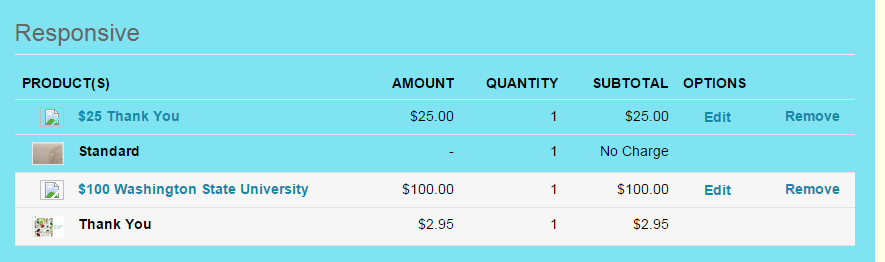 Responsive
PRODUCT(S) AMOUNT QUANTITY SUBTOTAL OPTIONS
$25 Thank You $25.00 1 $25.00 Edit Remove
Standard - 1 No Charge
$100 Washington State University $100.00 1 $100.00 Edit Remove
Thank You $2.95 1 $2.95